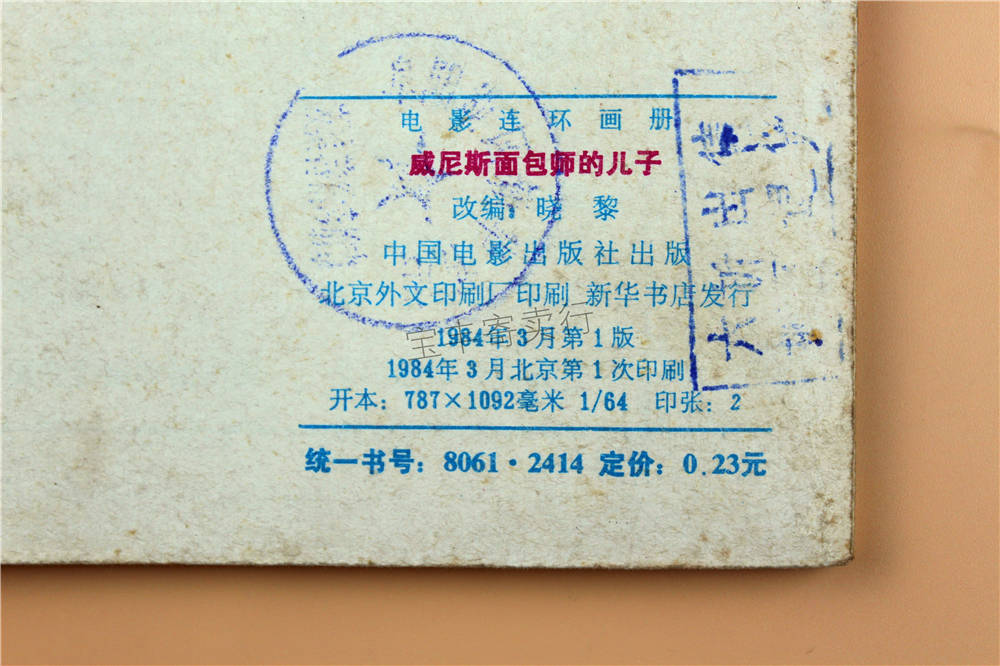 电影连环画册
威尼斯面包师的儿子
改编：晓黎
中国电影出版社出版
北京外文印刷厂印刷 新华书店发行
1984年3月第1版
1984年3月北京第1次印刷
开本：787×1092毫米 1/64 印张：2
统一书号：8061·2414 定价：0.23元